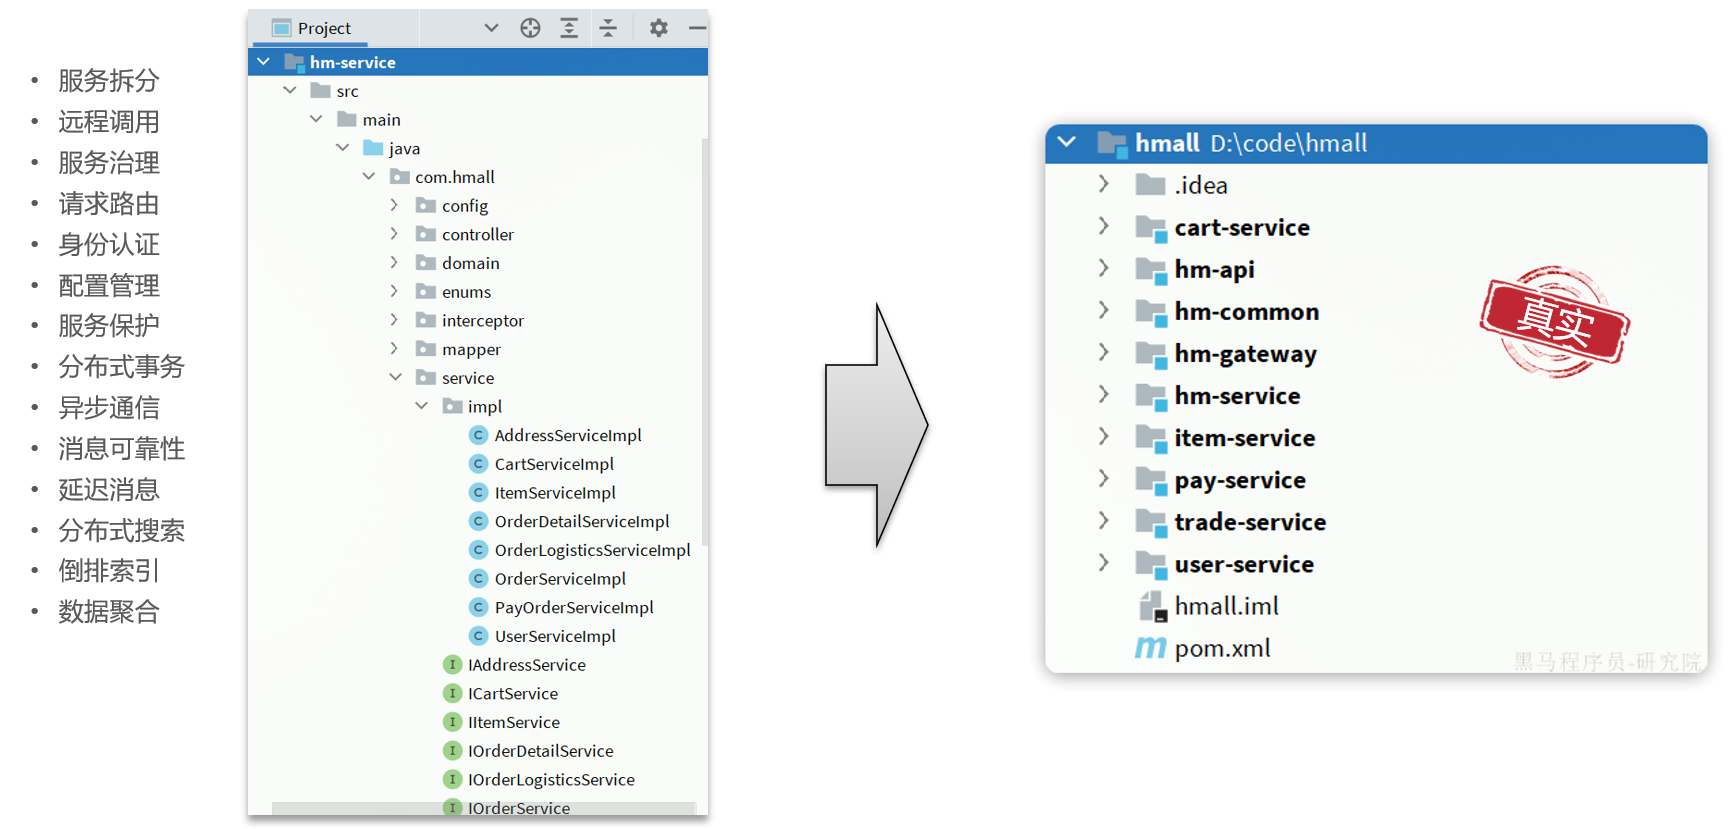 服务拆分
远程调用
服务治理
请求路由
身份认证
配置管理
服务保护
分布式事务
异步通信
消息可靠性
延迟消息
分布式搜索
倒排索引
数据聚合
Project
hm-service
src
main
java
com.hmall
config
controller
domain
enums
interceptor
mapper
service
impl
C AddressServiceImpl
C CartServiceImpl
C ItemServiceImpl
C OrderDetailServiceImpl
C OrderLogisticsServiceImpl
C OrderServiceImpl
C PayOrderServiceImpl
C UserServiceImpl
I IAddressService
I ICartService
I IItemService
I IOrderDetailService
I IOrderLogisticsService
I IOrderService
hmall D:\code\hmall
.idea
cart-service
hm-api
hm-common
hm-gateway
hm-service
item-service
pay-service
trade-service
user-service
hmall.iml
m pom.xml
真实
黑马程序员-研究院